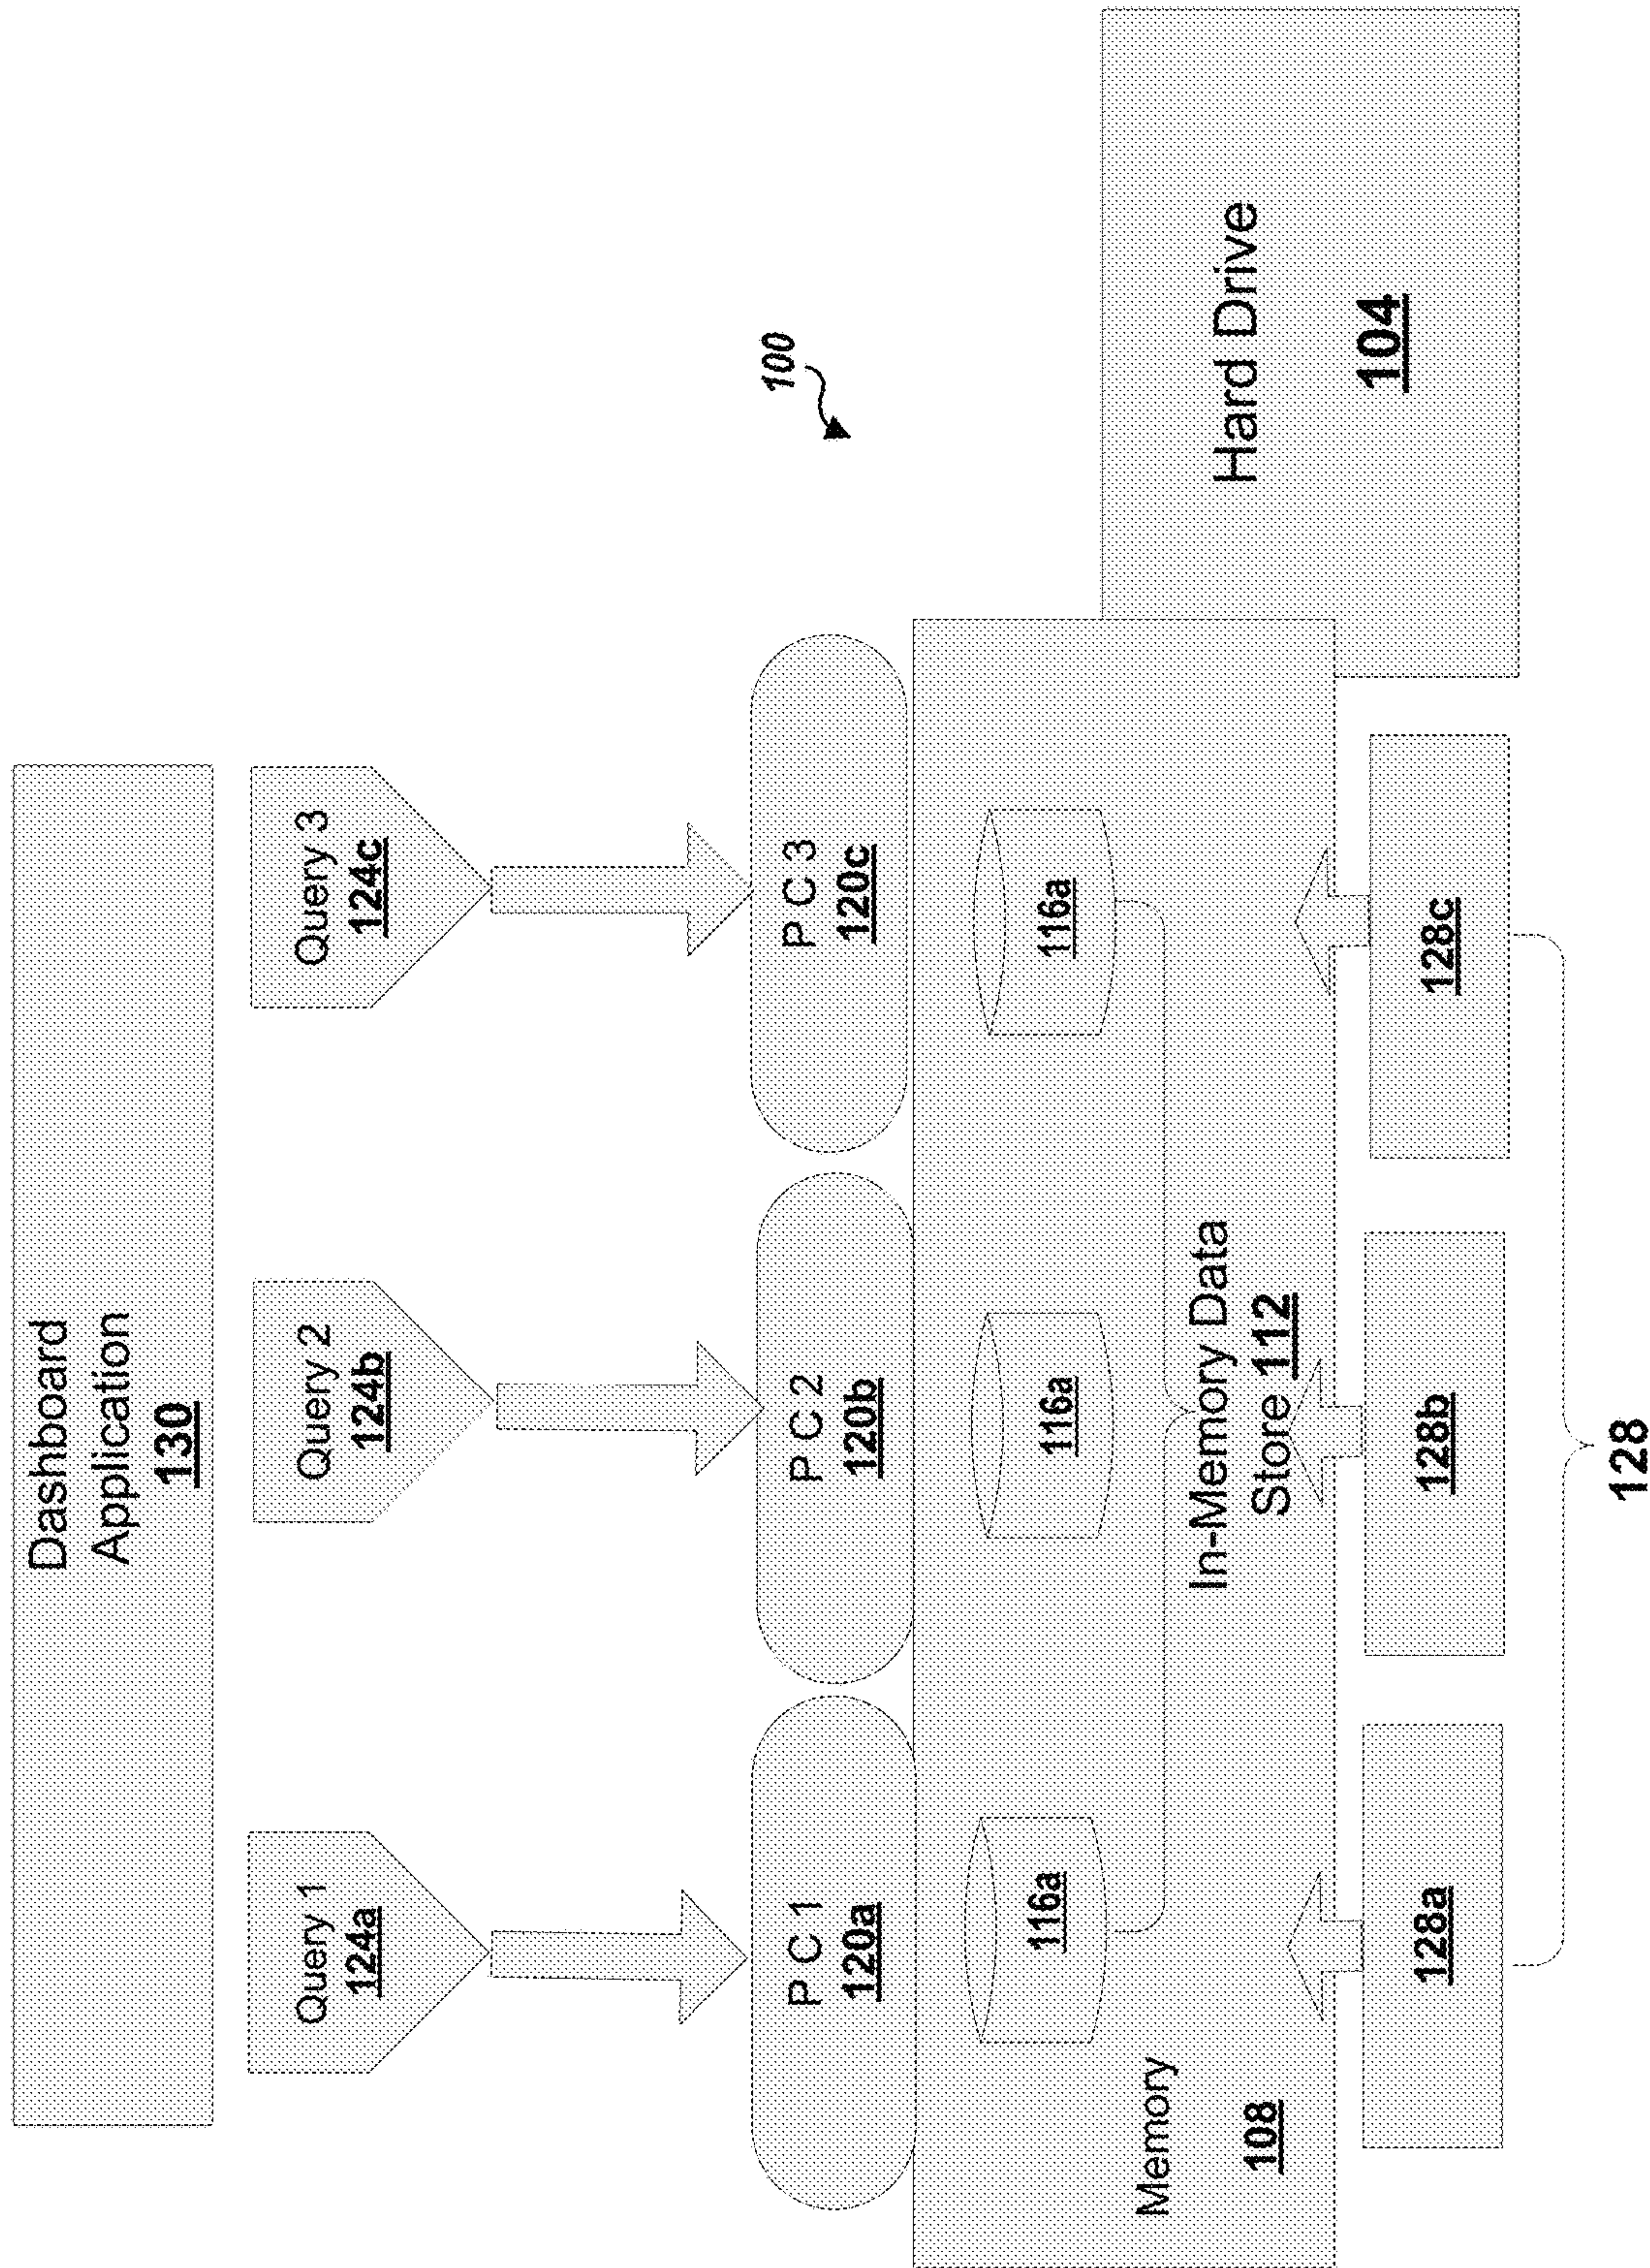 Dashboard
Application
130
Query 1
124a
Query 2
124b
Query 3
124c
100
P C 1
120a
P C 2
120b
P C 3
120c
116a
116a
116a
Memory
108
In-Memory Data
Store 112
Hard Drive
104
128a
128b
128c
128